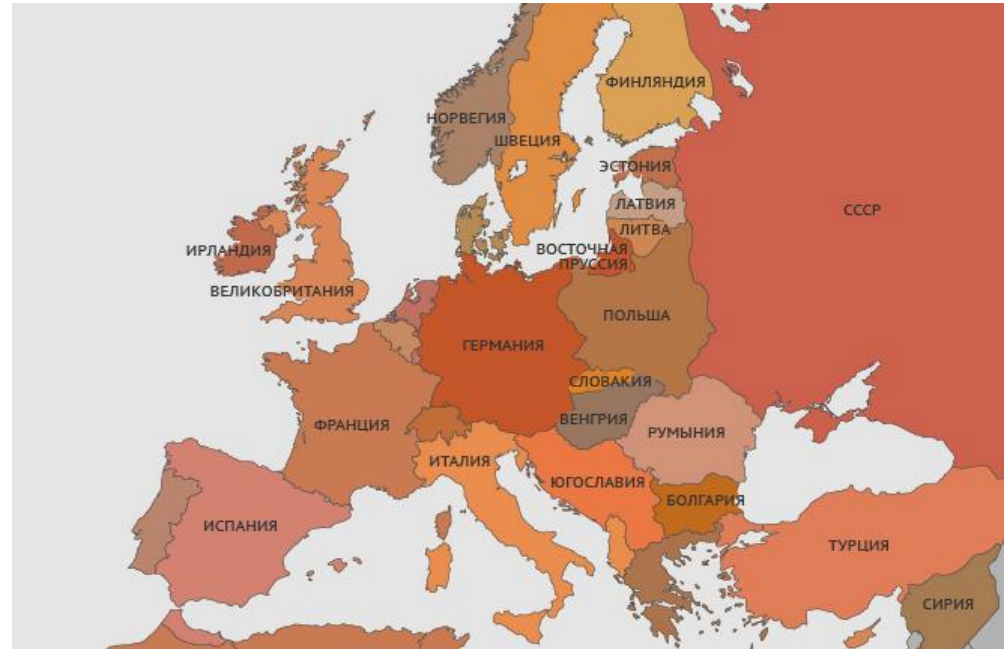 ФИНЛЯНДИЯ
НОРВЕГИЯ
ШВЕЦИЯ
ЭСТОНИЯ
ЛАТВИЯ
СССР
ЛИТВА
ИРЛАНДИЯ
ВОСТОЧНАЯ
ПРУССИЯ
ВЕЛИКОБРИТАНИЯ
ПОЛЬША
ГЕРМАНИЯ
СЛОВАКИЯ
ВЕНГРИЯ
ФРАНЦИЯ
РУМЫНИЯ
ИТАЛИЯ
ЮГОСЛАВИЯ
БОЛГАРИЯ
ИСПАНИЯ
ТУРЦИЯ
СИРИЯ